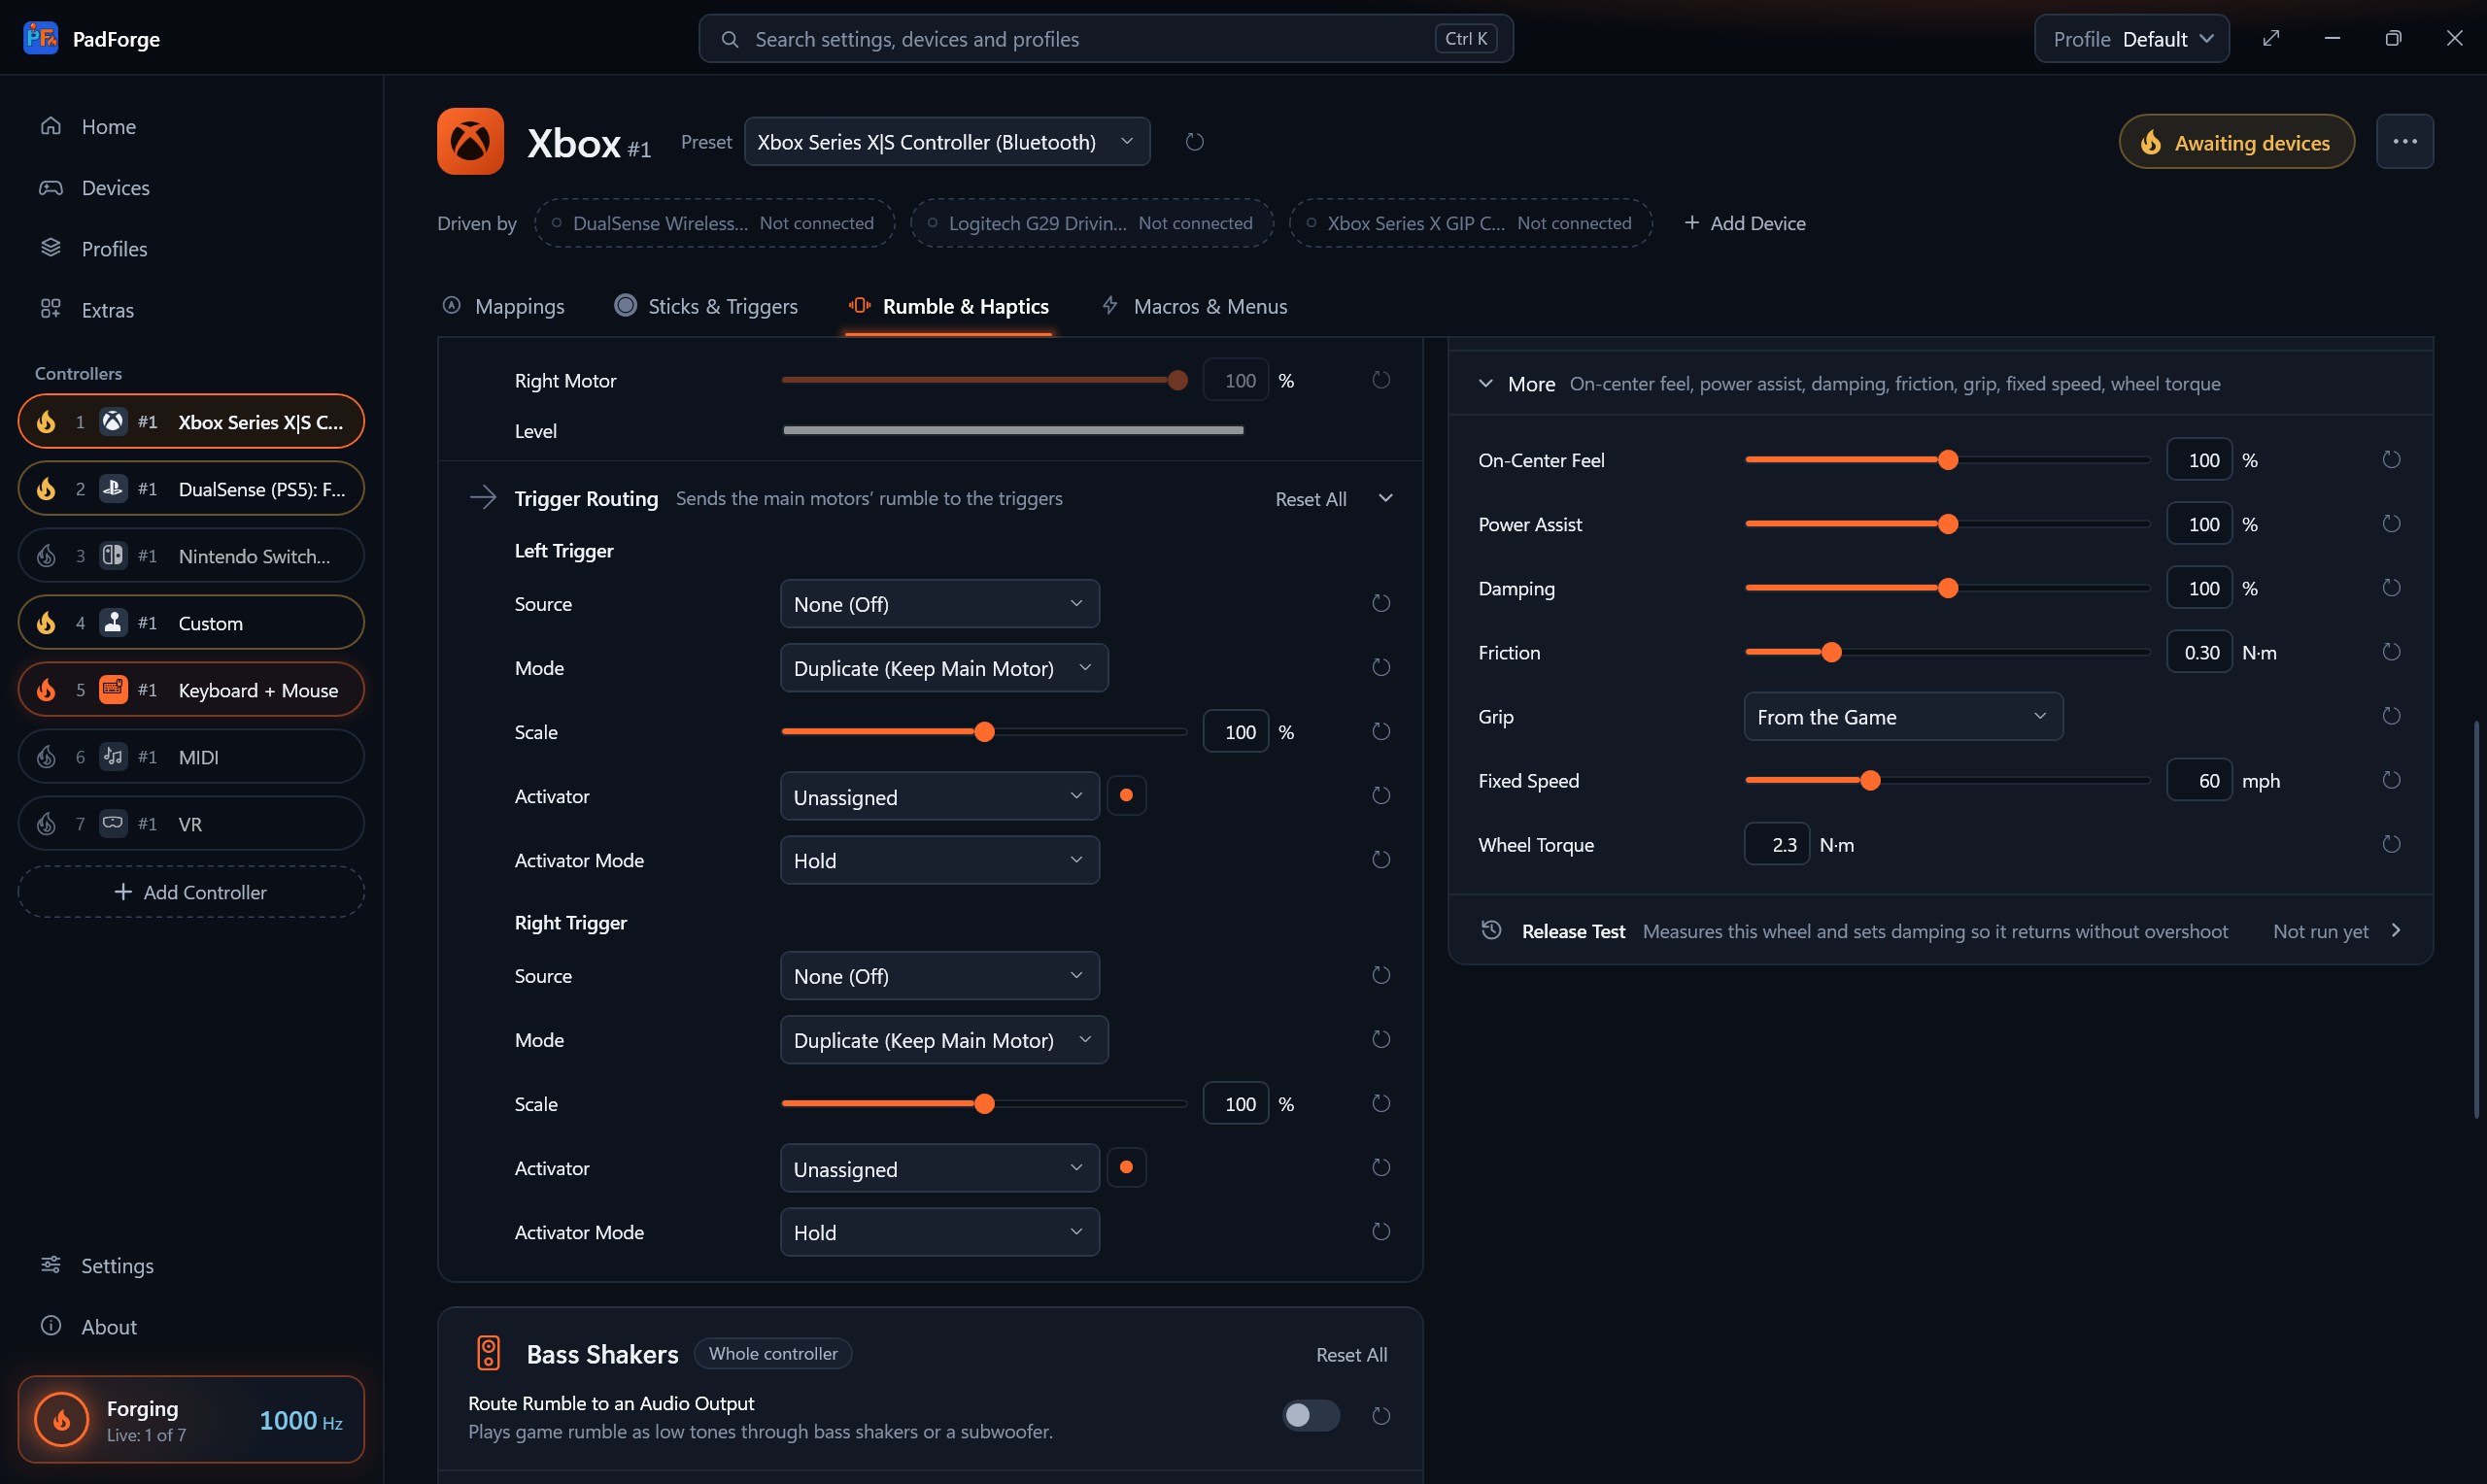 PadForge
Search settings, devices and profiles
Ctrl K
Profile Default
Home
Devices
Profiles
Extras
Controllers
1 #1 Xbox Series X|S C...
2 #1 DualSense (PS5): F...
3 #1 Nintendo Switch...
4 #1 Custom
5 #1 Keyboard + Mouse
6 #1 MIDI
7 #1 VR
+ Add Controller
Settings
About
Forging
Live: 1 of 7
1000 Hz
Xbox #1
Preset
Xbox Series X|S Controller (Bluetooth)
Awaiting devices
Driven by
DualSense Wireless... Not connected
Logitech G29 Drivin... Not connected
Xbox Series X GIP C... Not connected
+ Add Device
Mappings
Sticks & Triggers
Rumble & Haptics
Macros & Menus
Right Motor 100 %
Level
Trigger Routing Sends the main motors’ rumble to the triggers Reset All
Left Trigger
Source None (Off)
Mode Duplicate (Keep Main Motor)
Scale 100 %
Activator Unassigned
Activator Mode Hold
Right Trigger
Source None (Off)
Mode Duplicate (Keep Main Motor)
Scale 100 %
Activator Unassigned
Activator Mode Hold
Bass Shakers Whole controller Reset All
Route Rumble to an Audio Output
Plays game rumble as low tones through bass shakers or a subwoofer.
More On-center feel, power assist, damping, friction, grip, fixed speed, wheel torque
On-Center Feel 100 %
Power Assist 100 %
Damping 100 %
Friction 0.30 N·m
Grip From the Game
Fixed Speed 60 mph
Wheel Torque 2.3 N·m
Release Test Measures this wheel and sets damping so it returns without overshoot Not run yet